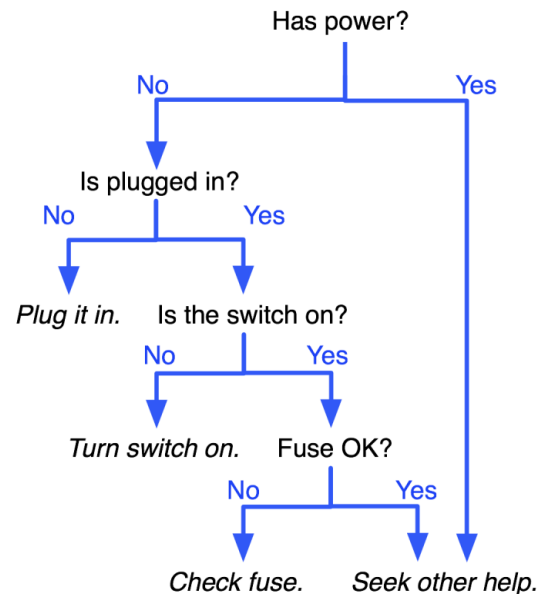 Has power?
No Yes
Is plugged in?
No Yes
Plug it in. Is the switch on?
No Yes
Turn switch on. Fuse OK?
No Yes
Check fuse. Seek other help.